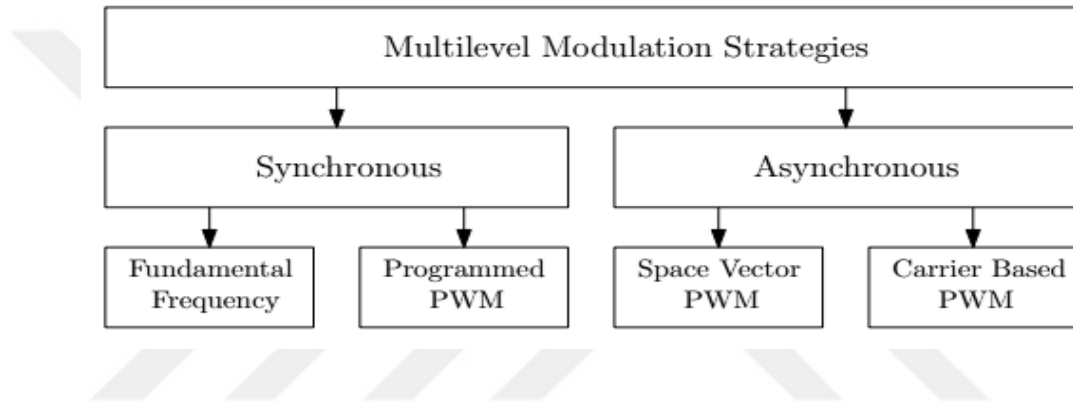 Multilevel Modulation Strategies
Synchronous
Asynchronous
Fundamental
Frequency
Programmed
PWM
Space Vector
PWM
Carrier Based
PWM